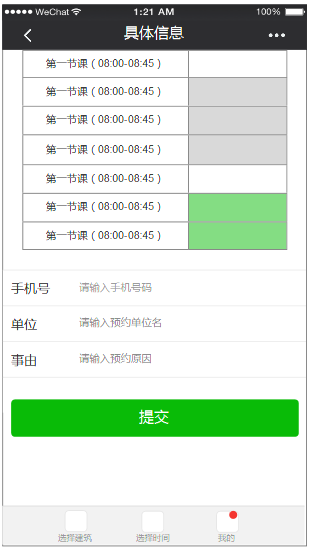 WeChat 1:21 AM 100%
具体信息
第一节课（08:00-08:45）
第一节课（08:00-08:45）
第一节课（08:00-08:45）
第一节课（08:00-08:45）
第一节课（08:00-08:45）
第一节课（08:00-08:45）
第一节课（08:00-08:45）
手机号 请输入手机号码
单位 请输入预约单位名
事由 请输入预约原因
提交
选择建筑 选择时间 我的